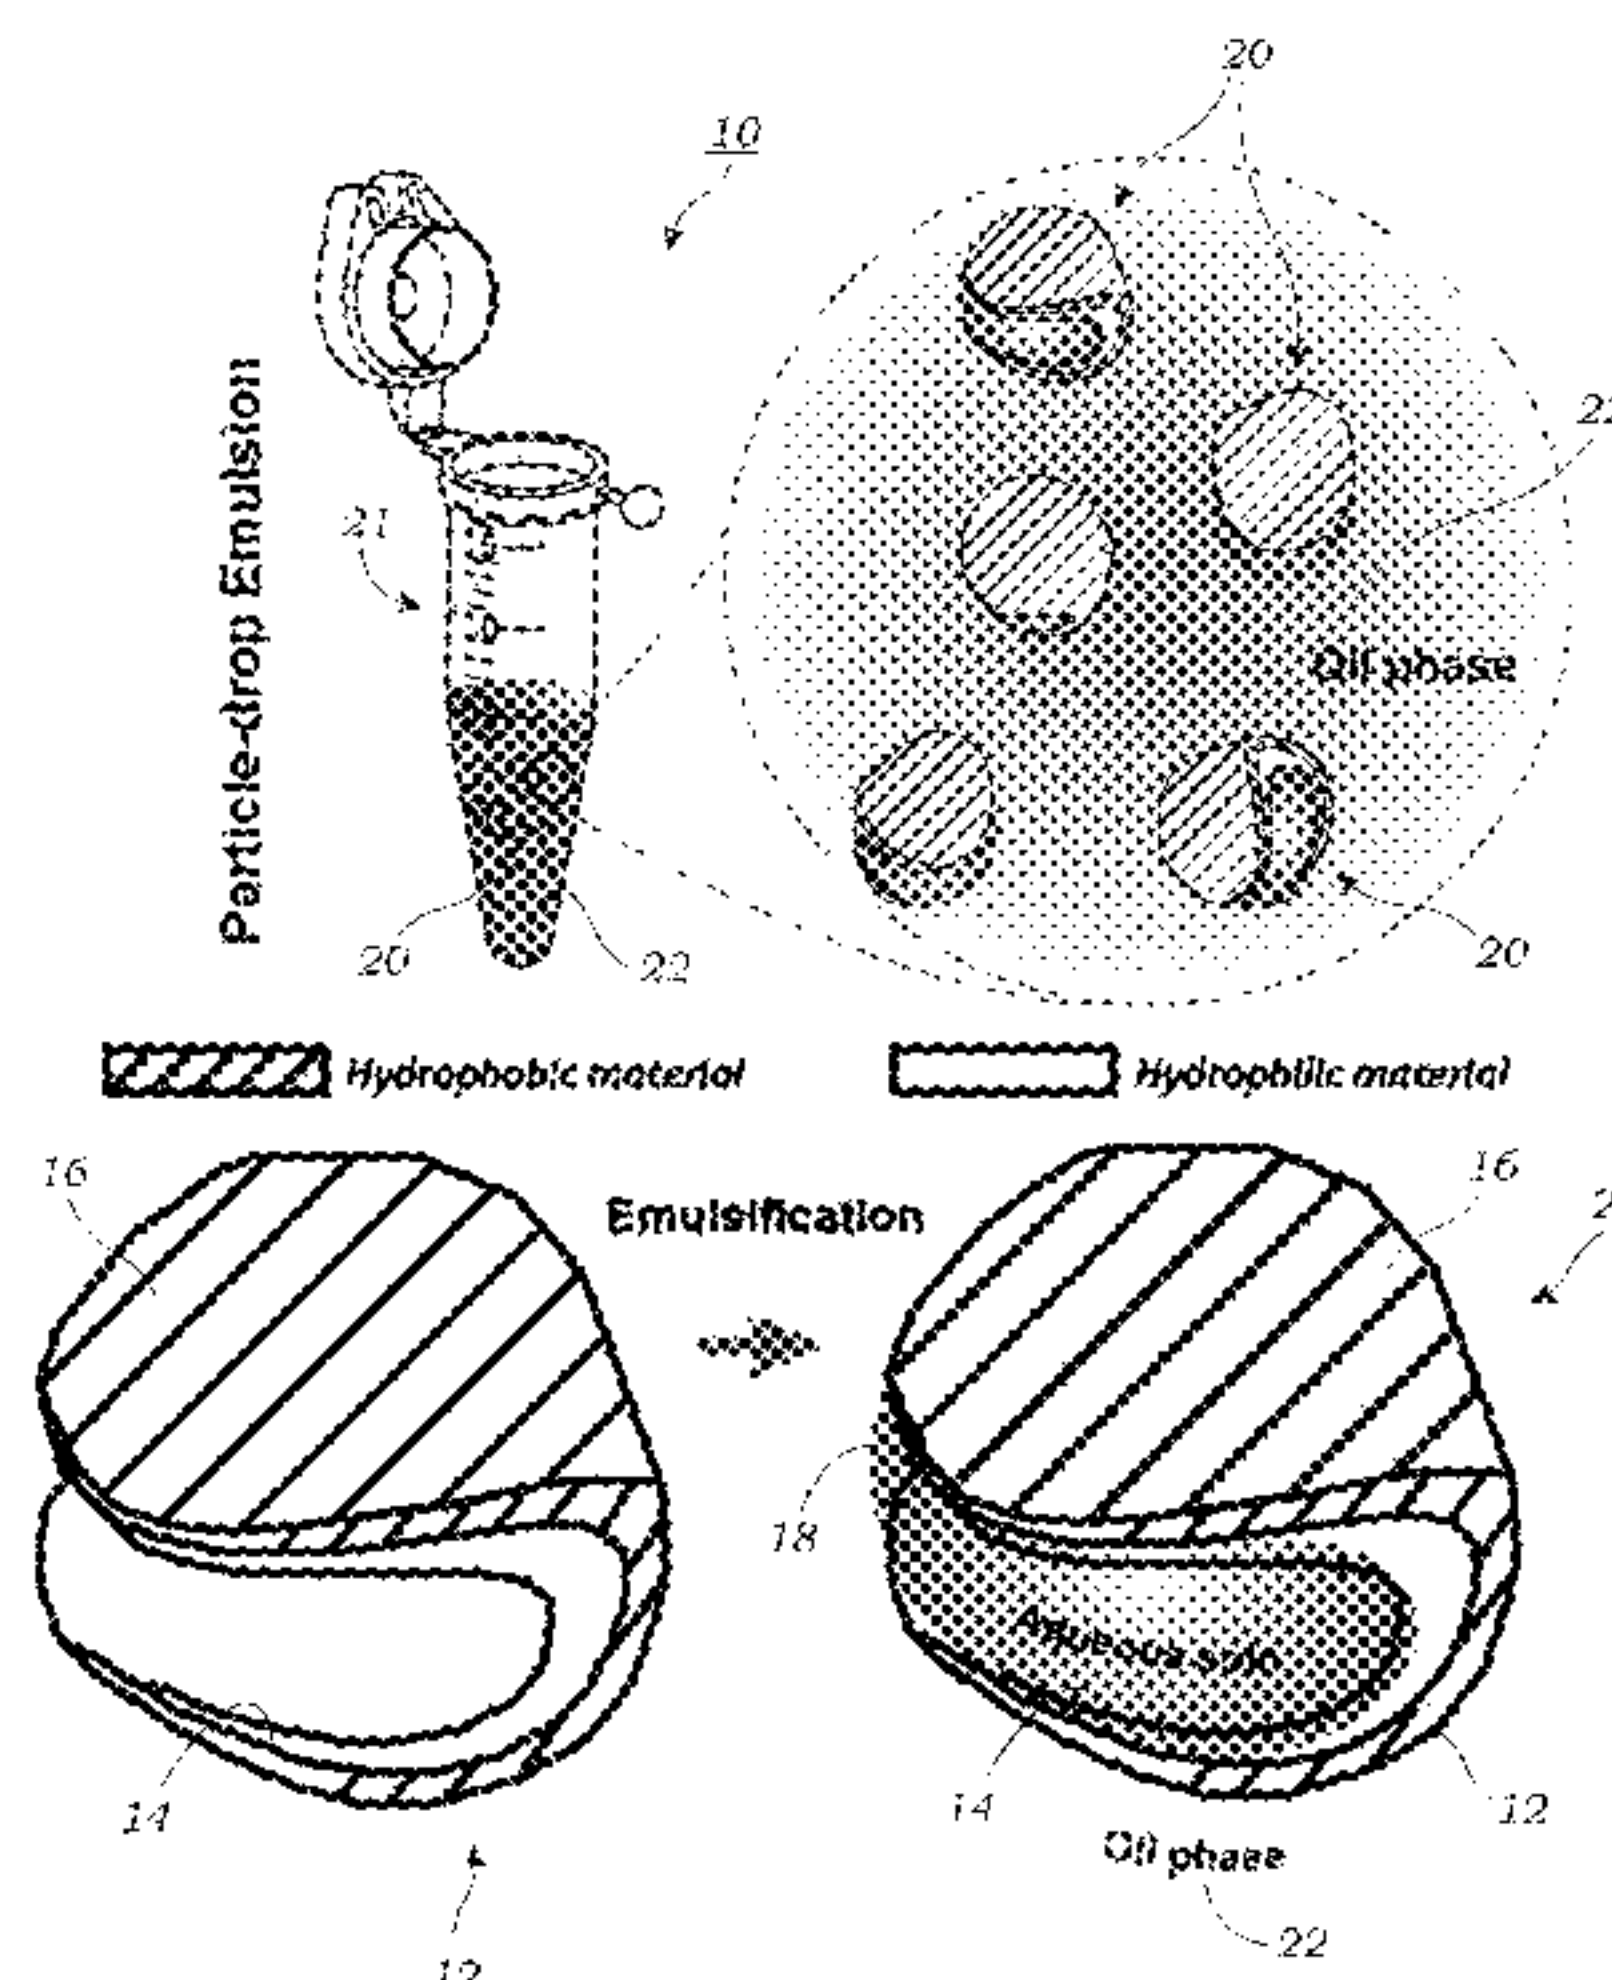 20
10
Particle-drop Emulsion
21
Oil phase
20
22
20
Hydrophobic material
Hydrophilic material
16
Emulsification
16
18
Aqueous
14
14
12
Oil phase
22
12